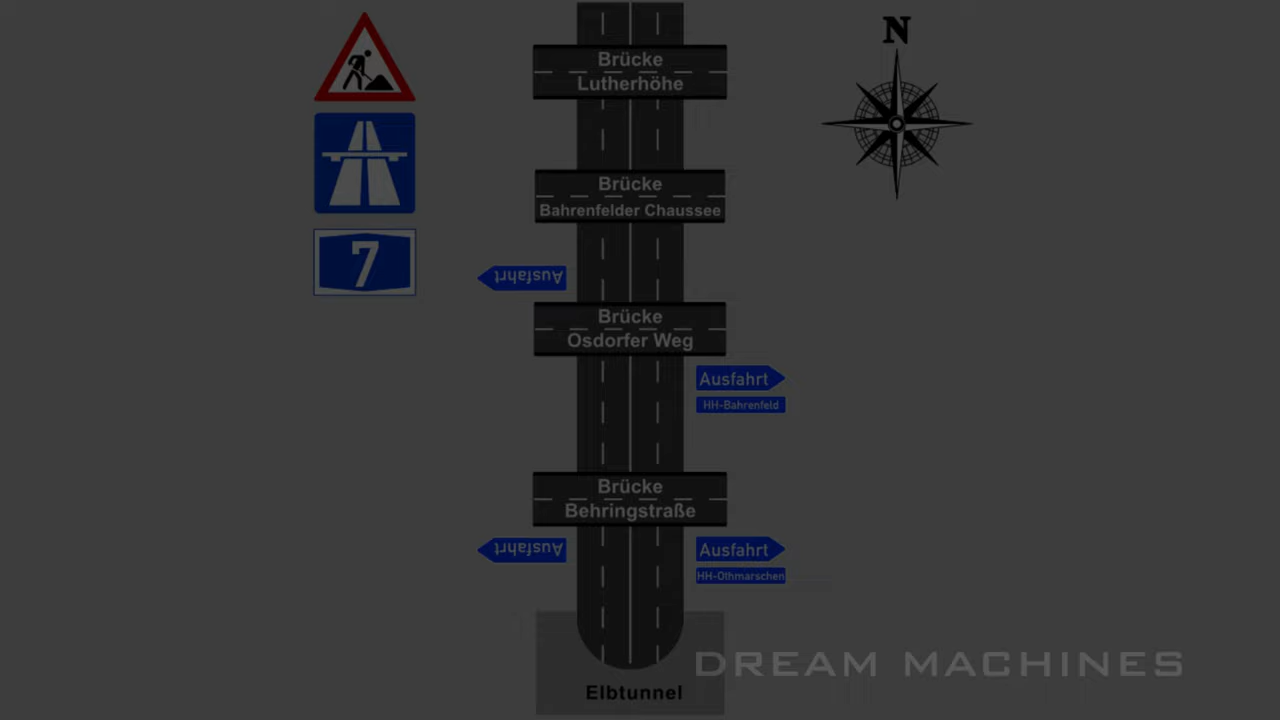 N
Brücke
Lutherhöhe
Brücke
Bahrenfelder Chaussee
7
Ausfahrt
Brücke
Osdorfer Weg
Ausfahrt
HH-Bahrenfeld
Brücke
Behringstraße
Ausfahrt
Ausfahrt
HH-Othmarschen
DREAM MACHINES
Elbtunnel